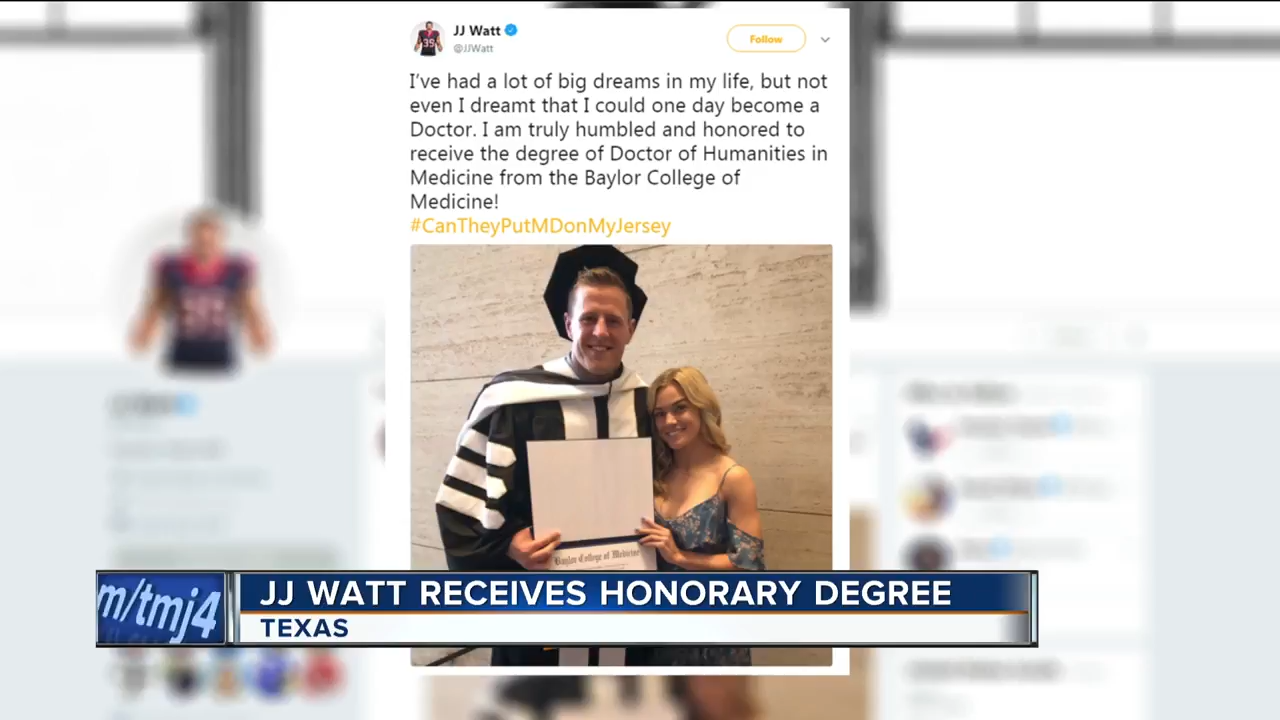 JJ Watt
@JJWatt
Follow
I've had a lot of big dreams in my life, but not
even I dreamt that I could one day become a
Doctor. I am truly humbled and honored to
receive the degree of Doctor of Humanities in
Medicine from the Baylor College of
Medicine!
#CanTheyPutMDonMyJersey
Baylor College of Medicine
m/tmj4
JJ WATT RECEIVES HONORARY DEGREE
TEXAS